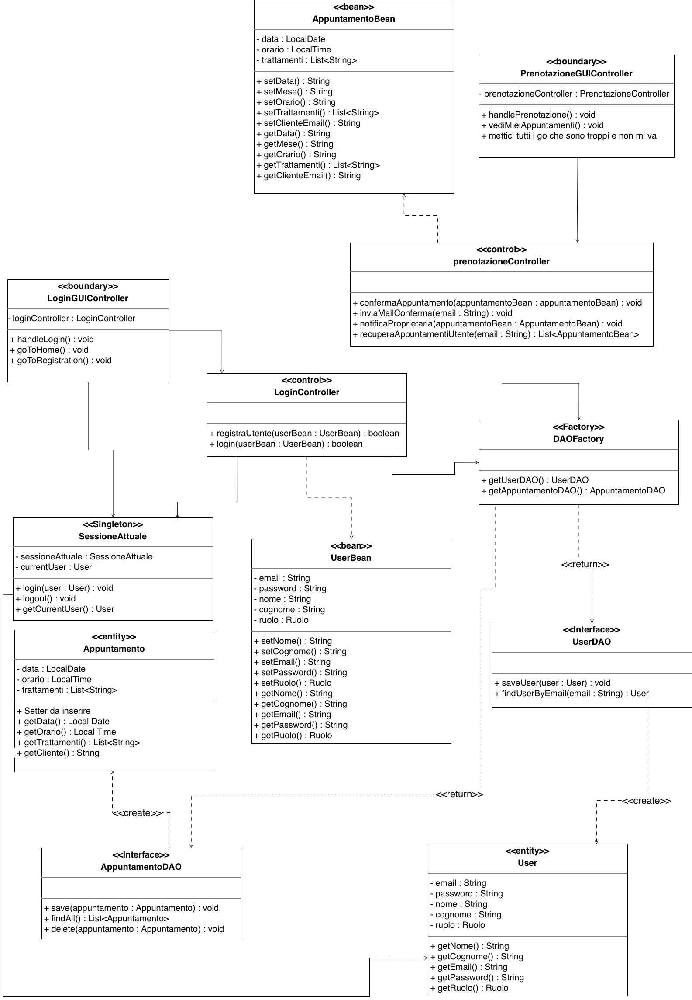 <<bean>>
AppuntamentoBean
- data : LocalDate
- orario : LocalTime
- trattamenti : List<String>
+ setData() : String
+ setMese() : String
+ setOrario() : String
+ setTrattamenti() : List<String>
+ setClienteEmail() : String
+ getData() : String
+ getMese() : String
+ getOrario() : String
+ getTrattamenti() : List<String>
+ getClienteEmail() : String
<<boundary>>
PrenotazioneGUIController
- prenotazioneController : PrenotazioneController
+ handlePrenotazione() : void
+ vediMieiAppuntamenti() : void
+ mettici tutti i go che sono troppi e non mi va
<<control>>
prenotazioneController
+ confermaAppuntamento(appuntamentoBean : appuntamentoBean) : void
+ inviaMailConferma(email : String) : void
+ notificaProprietaria(appuntamentoBean : AppuntamentoBean) : void
+ recuperaAppuntamentiUtente(email : String) : List<AppuntamentoBean>
<<boundary>>
LoginGUIController
- loginController : LoginController
+ handleLogin() : void
+ goToHome() : void
+ goToRegistration() : void
<<control>>
LoginController
+ registraUtente(userBean : UserBean) : boolean
+ login(userBean : UserBean) : boolean
<<Factory>>
DAOFactory
+ getUserDAO() : UserDAO
+ getAppuntamentoDAO() : AppuntamentoDAO
<<Singleton>>
SessioneAttuale
- sessioneAttuale : SessioneAttuale
- currentUser : User
+ login(user : User) : void
+ logout() : void
+ getCurrentUser() : User
<<bean>>
UserBean
- email : String
- password : String
- nome : String
- cognome : String
- ruolo : Ruolo
+ setNome() : String
+ setCognome() : String
+ setEmail() : String
+ setPassword() : String
+ setRuolo() : Ruolo
+ getNome() : String
+ getCognome() : String
+ getEmail() : String
+ getPassword() : String
+ getRuolo() : Ruolo
<<return>>
<<Interface>>
UserDAO
+ saveUser(user : User) : void
+ findUserByEmail(email : String) : User
<<entity>>
Appuntamento
- data : LocalDate
- orario : LocalTime
- trattamenti : List<String>
+ Setter da inserire
+ getData() : Local Date
+ getOrario() : Local Time
+ getTrattamenti() : List<String>
+ getCliente() : String
<<return>>
<<create>>
<<create>>
<<Interface>>
AppuntamentoDAO
+ save(appuntamento : Appuntamento) : void
+ findAll() : List<Appuntamento>
+ delete(appuntamento : Appuntamento) : void
<<entity>>
User
- email : String
- password : String
- nome : String
- cognome : String
- ruolo : Ruolo
+ getNome() : String
+ getCognome() : String
+ getEmail() : String
+ getPassword() : String
+ getRuolo() : Ruolo